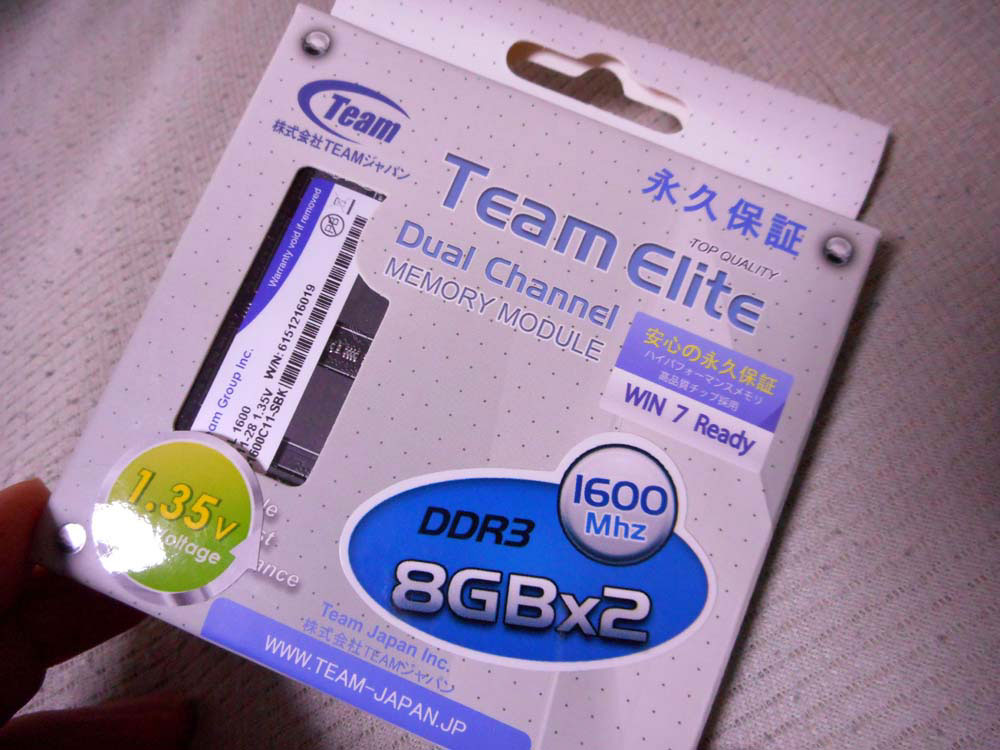 Team
株式会社TEAMジャパン
永久保証
Team Elite
TOP QUALITY
Dual Channel
MEMORY MODULE
安心の永久保証
ハイパフォーマンスメモリ
高品質チップ採用
WIN 7 Ready
Warranty void if removed
Group Inc.
1600
1.35V W/N:6151216019
600C11-SBK
1.35V
1600
Mhz
DDR3
8GBx2
Team Japan Inc.
株式会社TEAMジャパン
WWW.TEAM-JAPAN.JP